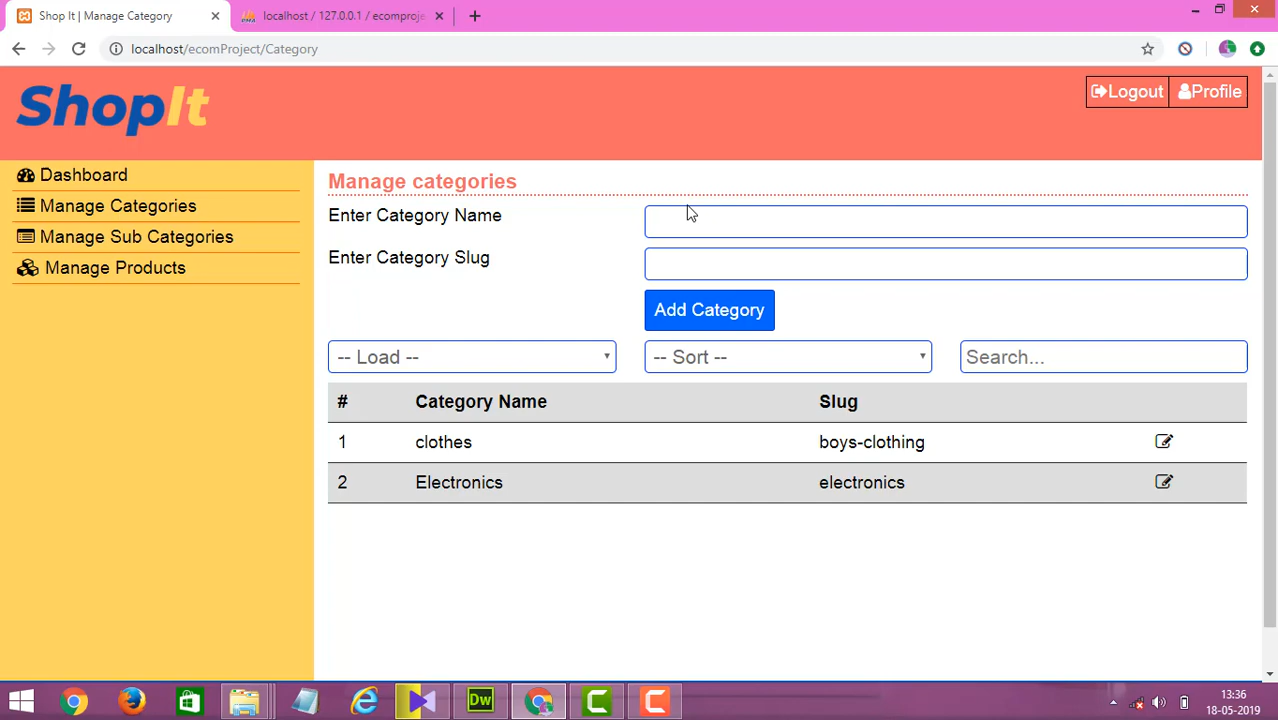 Shop It | Manage Category
localhost / 127.0.0.1 / ecomproje
localhost/ecomProject/Category
ShopIt
Logout Profile
Dashboard
Manage Categories
Manage Sub Categories
Manage Products
Manage categories
Enter Category Name
Enter Category Slug
Add Category
-- Load -- -- Sort -- Search...
# Category Name Slug
1 clothes boys-clothing
2 Electronics electronics
Dw
13:36
18-05-2019